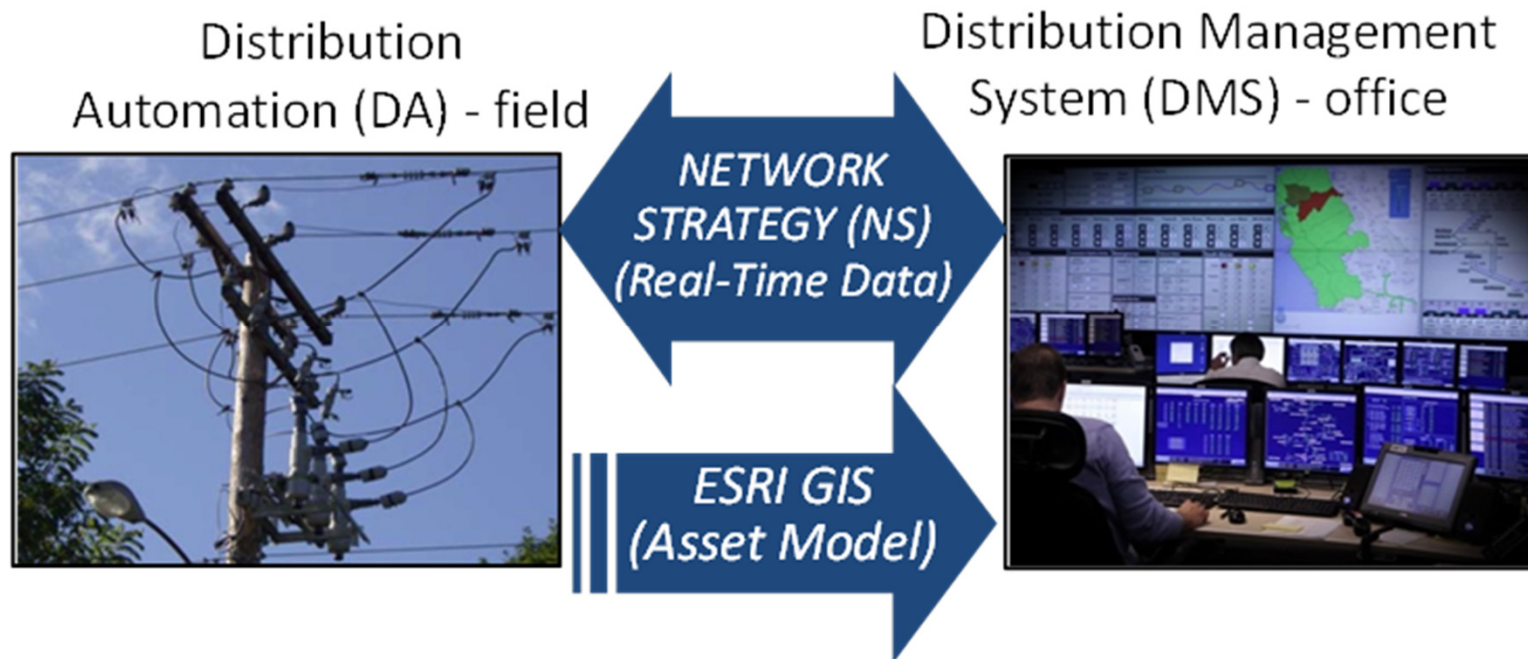 Distribution
Automation (DA) - field
Distribution Management
System (DMS) - office
NETWORK
STRATEGY (NS)
(Real-Time Data)
ESRI GIS
(Asset Model)